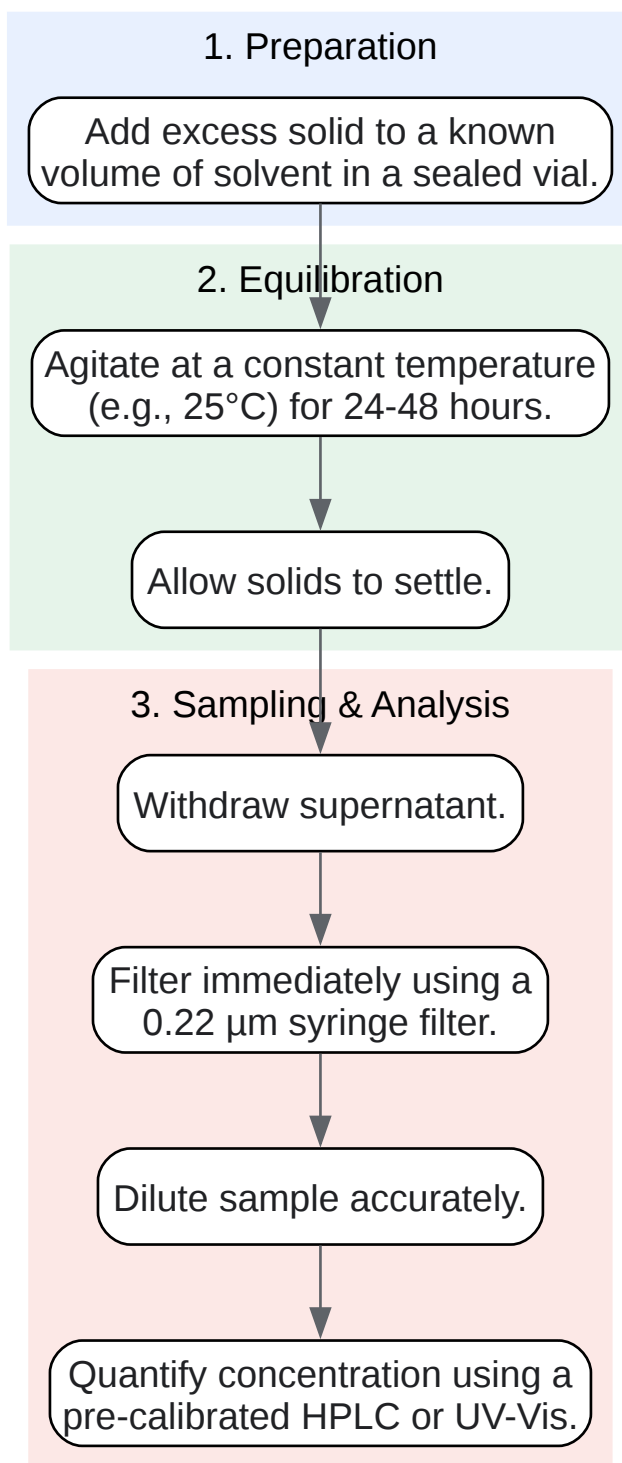 1. Preparation
Add excess solid to a known
volume of solvent in a sealed vial.
2. Equilibration
Agitate at a constant temperature
(e.g., 25°C) for 24-48 hours.
Allow solids to settle.
3. Sampling & Analysis
Withdraw supernatant.
Filter immediately using a
0.22 µm syringe filter.
Dilute sample accurately.
Quantify concentration using a
pre-calibrated HPLC or UV-Vis.